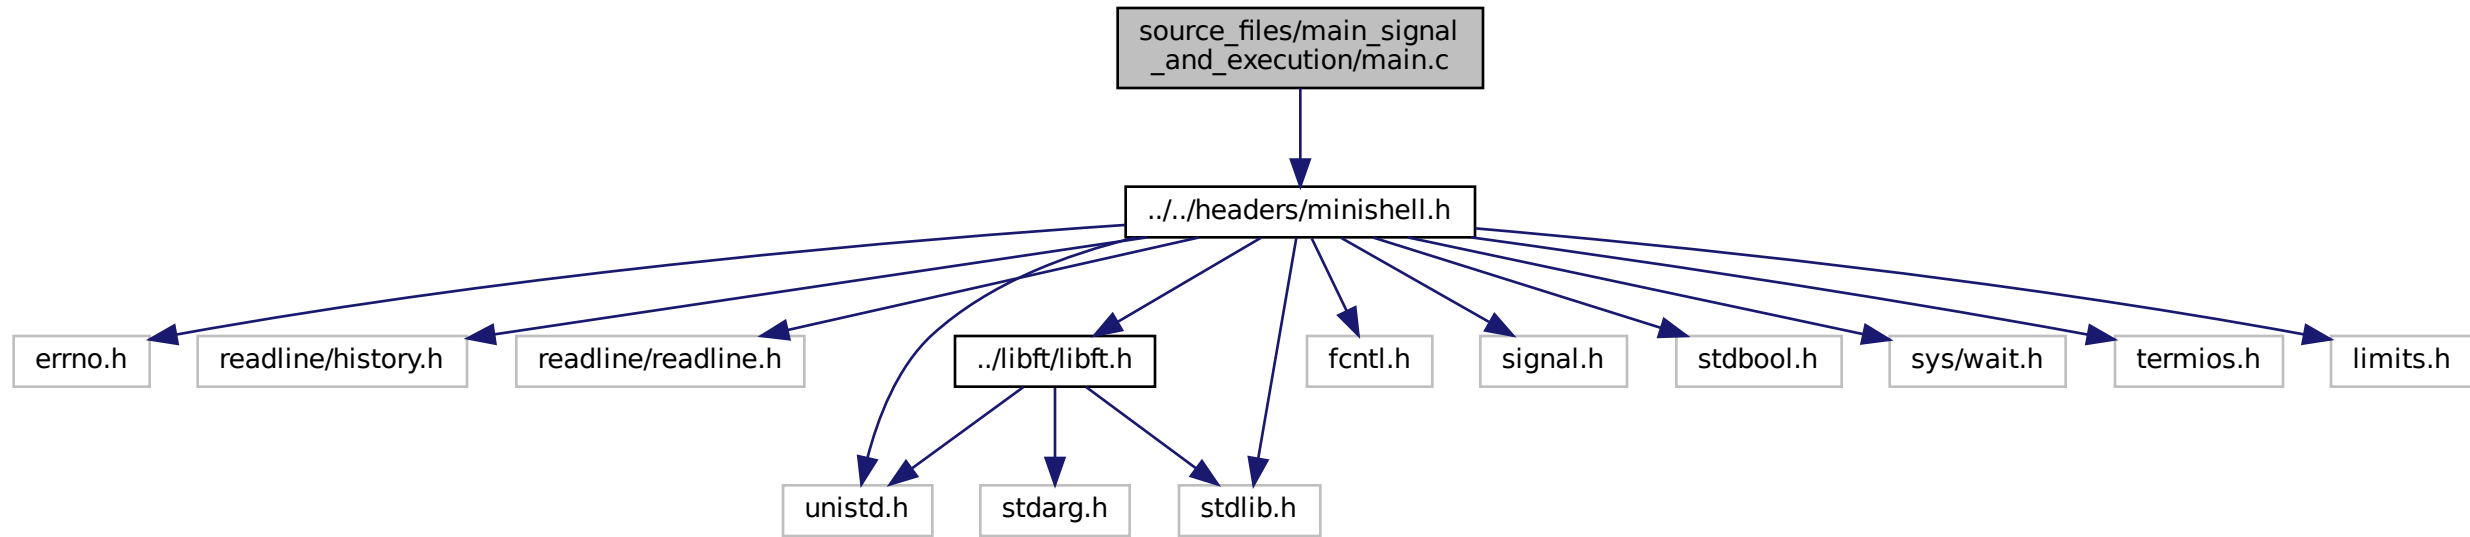 source_files/main_signal
_and_execution/main.c
../../headers/minishell.h
errno.h
readline/history.h
readline/readline.h
../libft/libft.h
fcntl.h
signal.h
stdbool.h
sys/wait.h
termios.h
limits.h
unistd.h
stdarg.h
stdlib.h